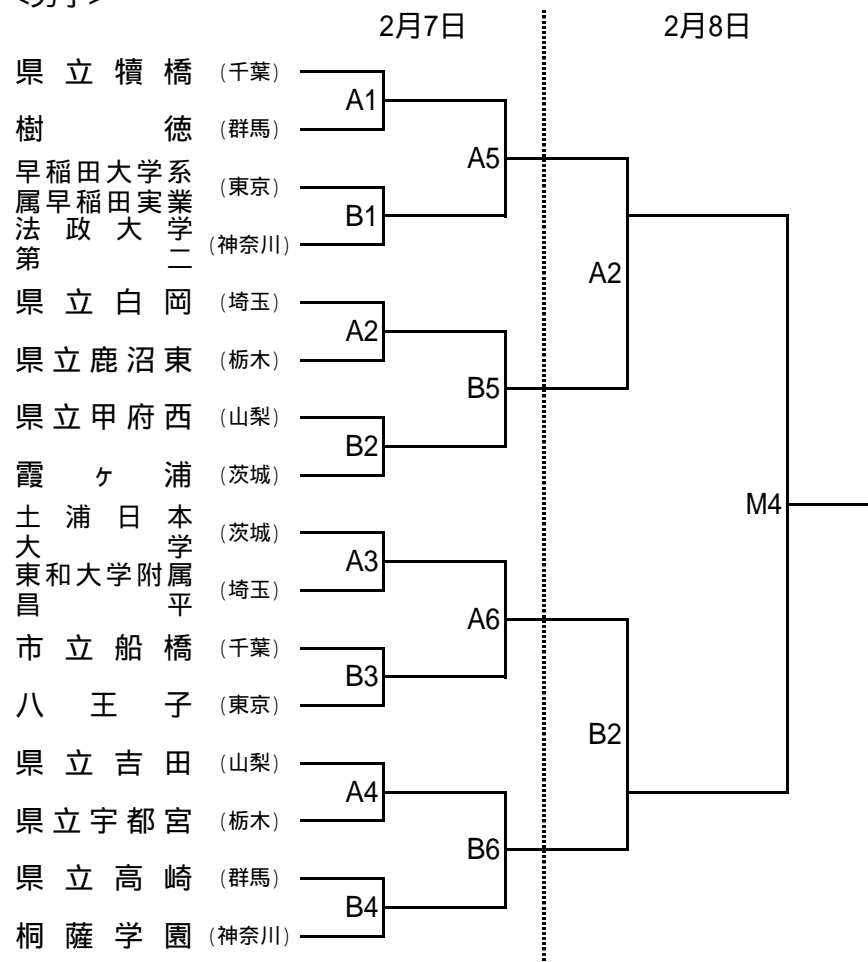 <男子>
2月7日 2月8日
県立犢橋 (千葉)
A1
樹徳 (群馬)
A5
早稲田大学系
属早稲田実業 (東京)
B1
法政大学
第二 (神奈川)
A2
県立白岡 (埼玉)
A2
県立鹿沼東 (栃木)
B5
県立甲府西 (山梨)
B2
霞ヶ浦 (茨城)
M4
土浦日本
大学 (茨城)
A3
東和大学附属
昌平 (埼玉)
A6
市立船橋 (千葉)
B3
八王子 (東京)
B2
県立吉田 (山梨)
A4
県立宇都宮 (栃木)
B6
県立高崎 (群馬)
B4
桐薩学園 (神奈川)